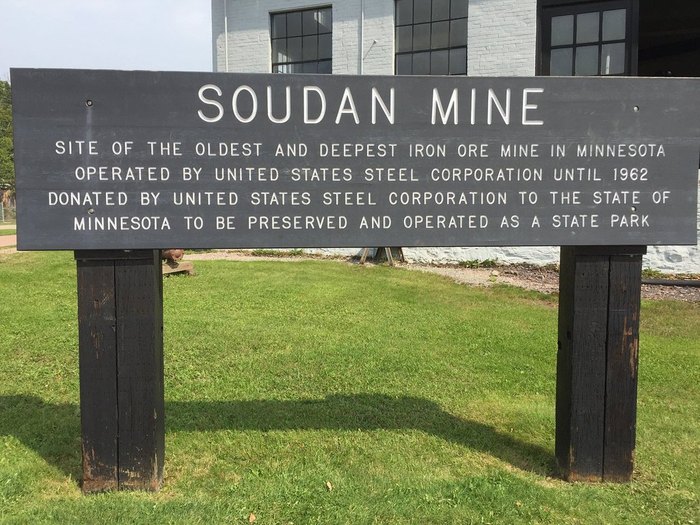 SOUDAN MINE
SITE OF THE OLDEST AND DEEPEST IRON ORE MINE IN MINNESOTA
OPERATED BY UNITED STATES STEEL CORPORATION UNTIL 1962
DONATED BY UNITED STATES STEEL CORPORATION TO THE STATE OF
MINNESOTA TO BE PRESERVED AND OPERATED AS A STATE PARK